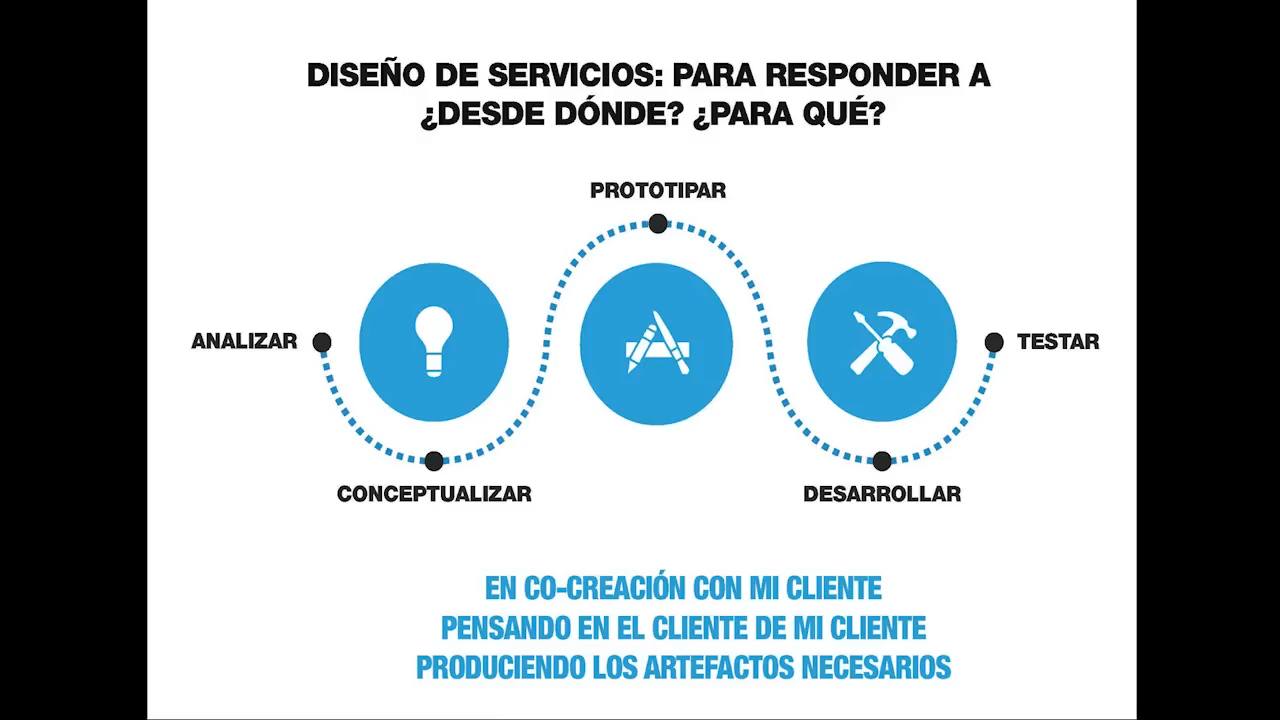 DISEÑO DE SERVICIOS: PARA RESPONDER A
¿DESDE DÓNDE? ¿PARA QUÉ?
PROTOTIPAR
ANALIZAR
TESTAR
CONCEPTUALIZAR
DESARROLLAR
EN CO-CREACIÓN CON MI CLIENTE
PENSANDO EN EL CLIENTE DE MI CLIENTE
PRODUCIENDO LOS ARTEFACTOS NECESARIOS